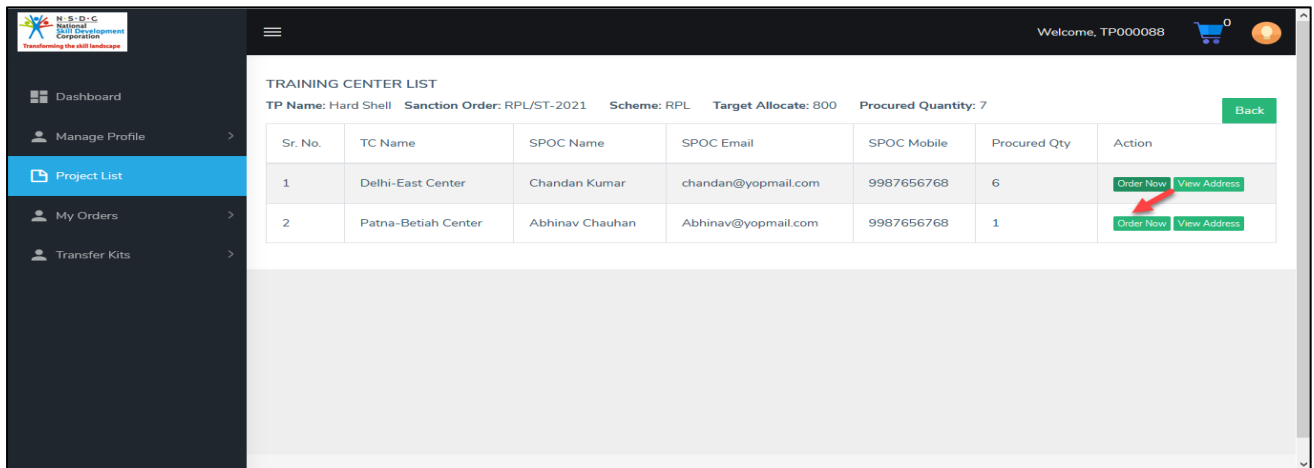 N·S·D·C
National
Skill Development
Corporation
Transforming the skill landscape
Welcome, TP000088
0
Dashboard
Manage Profile >
Project List
My Orders >
Transfer Kits >
TRAINING CENTER LIST
TP Name: Hard Shell Sanction Order: RPL/ST-2021 Scheme: RPL Target Allocate: 800 Procured Quantity: 7
Back
Sr. No. TC Name SPOC Name SPOC Email SPOC Mobile Procured Qty Action
1 Delhi-East Center Chandan Kumar chandan@yopmail.com 9987656768 6 Order Now View Address
2 Patna-Betiah Center Abhinav Chauhan Abhinav@yopmail.com 9987656768 1 Order Now View Address